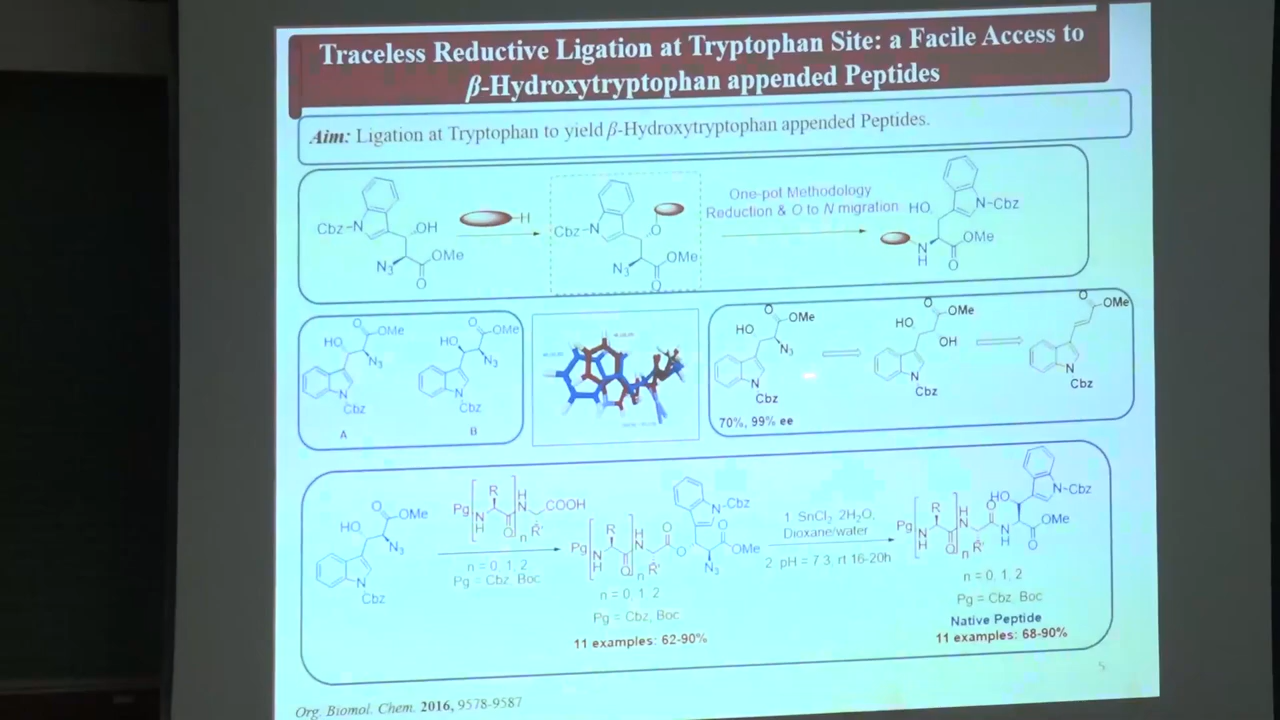 Traceless Reductive Ligation at Tryptophan Site: a Facile Access to
β-Hydroxytryptophan appended Peptides
Aim: Ligation at Tryptophan to yield β-Hydroxytryptophan appended Peptides.
Cbz-N
OH
OMe
N3
O
H
Cbz-N
O
OMe
N3
O
One-pot Methodology
Reduction & O to N migration
HO
N-Cbz
OMe
N
H
O
HO
O
OMe
N3
N
Cbz
A
HO
O
OMe
N3
N
Cbz
B
HO
O
OMe
N3
N
Cbz
70%, 99% ee
HO
O
OMe
OH
N
Cbz
O
OMe
N
Cbz
HO
O
OMe
N3
N
Cbz
Pg
N
H
R
O
n
H
N
R'
COOH
n = 0, 1, 2
Pg = Cbz, Boc
Pg
N
H
R
O
n
H
N
R'
O
O
N-Cbz
O
OMe
N3
n = 0, 1, 2
Pg = Cbz, Boc
11 examples: 62-90%
1. SnCl2, 2H2O,
Dioxane/water
2. pH = 7.3, rt 16-20h
Pg
N
H
R
O
n
H
N
R'
O
N
H
HO
N-Cbz
OMe
O
n = 0, 1, 2
Pg = Cbz, Boc
Native Peptide
11 examples: 68-90%
5
Org. Biomol. Chem. 2016, 9578-9587